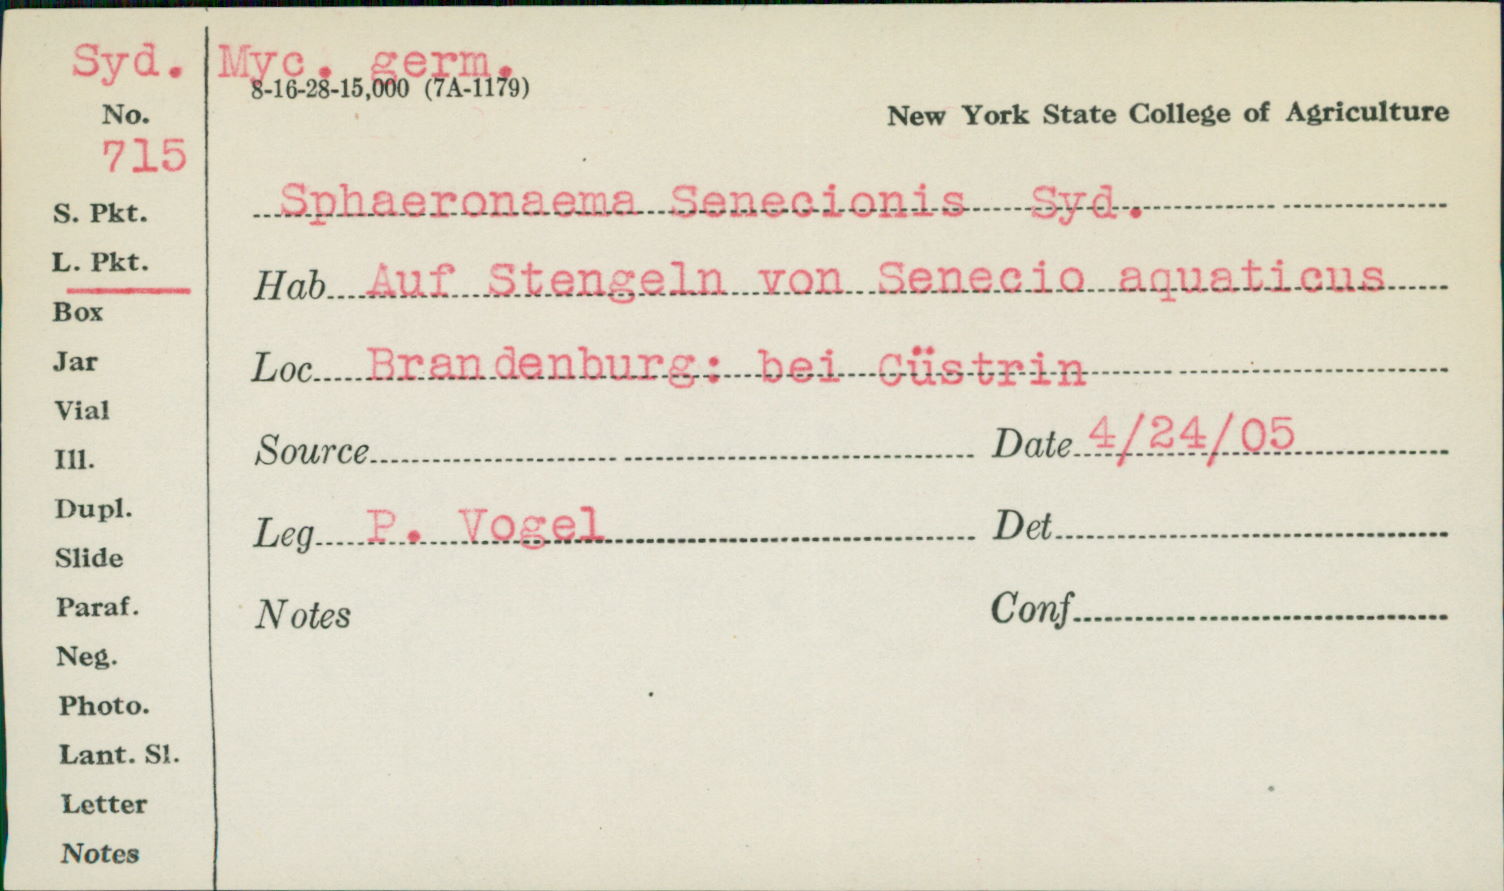 Syd. Myc. germ.
8-16-28-15,000 (7A-1179)
No.
New York State College of Agriculture
715
Sphaeronaema Senecionis Syd.
S. Pkt.
L. Pkt.
Hab. Auf Stengeln von Senecio aquaticus
Box
Jar
Loc. Brandenburg: bei Cüstrin
Vial
Ill.
Source Date 4/24/05
Dupl.
Leg. P. Vogel Det.
Slide
Paraf.
Notes Conf.
Neg.
Photo.
Lant. Sl.
Letter
Notes